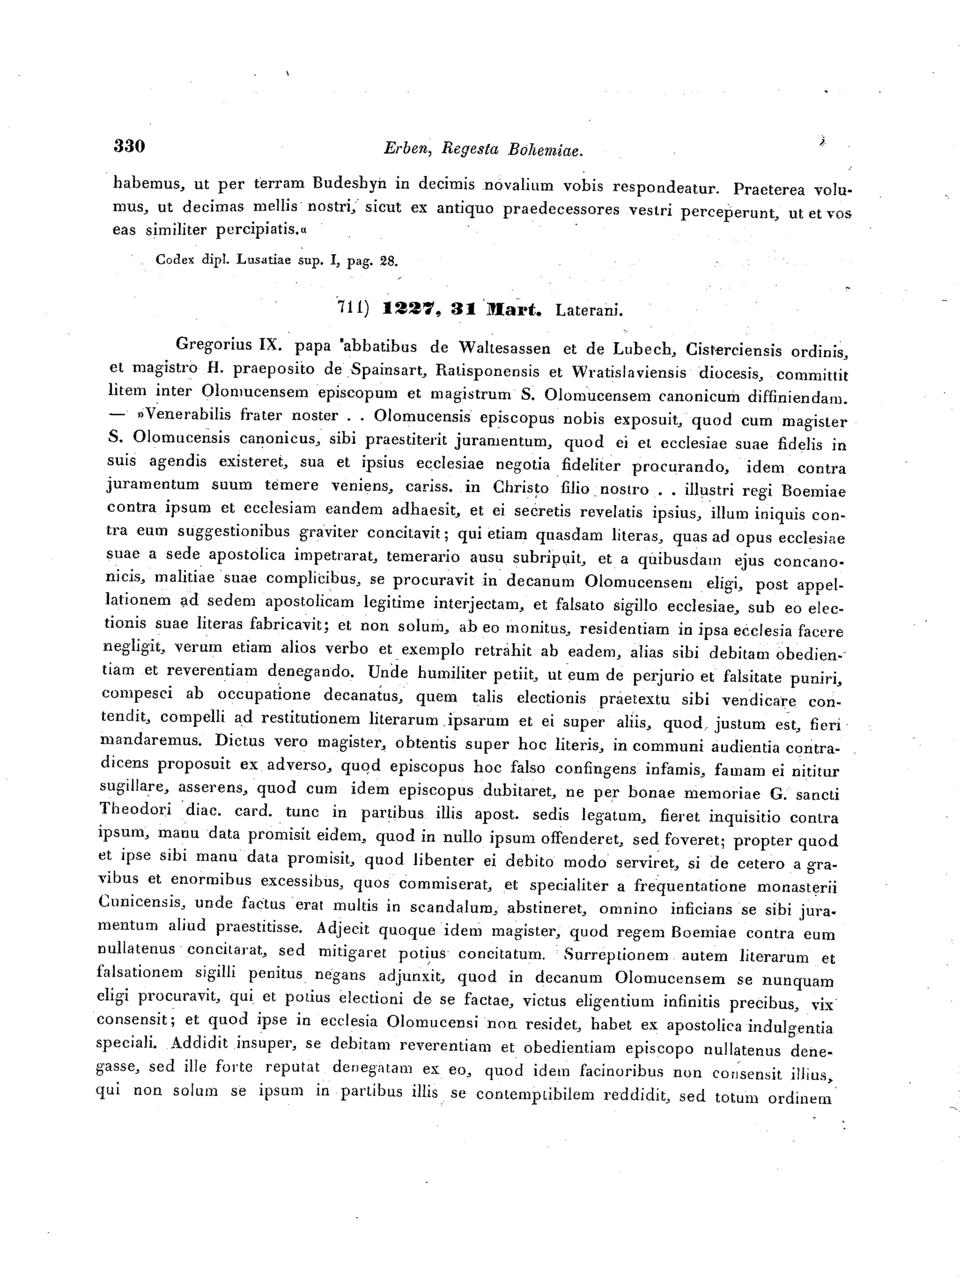 330 Erben, Regesta Bohemiae.
habemus, ut per terram Budesbyn in decimis novalium vobis respondeatur. Praeterea volu-
mus, ut decimas mellis nostri, sicut ex antiquo praedecessores vestri perceperunt, ut et vos
eas similiter percipiatis.«
Codex dipl. Lusatiae sup. I, pag. 28.
711) 1227, 31 Mart. Laterani.
Gregorius IX. papa abbatibus de Waltesassen et de Lubech, Cisterciensis ordinis,
et magistro H. praeposito de Spainsart, Ratisponensis et Wratislaviensis diocesis, committit
litem inter Olomucensem episcopum et magistrum S. Olomucensem canonicum diffiniendam.
— »Venerabilis frater noster . . Olomucensis episcopus nobis exposuit, quod cum magister
S. Olomucensis canonicus, sibi praestiterit juramentum, quod ei et ecclesiae suae fidelis in
suis agendis existeret, sua et ipsius ecclesiae negotia fideliter procurando, idem contra
juramentum suum temere veniens, cariss. in Christo filio nostro . . illustri regi Boemiae
contra ipsum et ecclesiam eandem adhaesit, et ei secretis revelatis ipsius, illum iniquis con-
tra eum suggestionibus graviter concitavit; qui etiam quasdam literas, quas ad opus ecclesiae
suae a sede apostolica impetrarat, temerario ausu subripuit, et a quibusdam ejus concano-
nicis, malitiae suae complicibus, se procuravit in decanum Olomucensem eligi, post appel-
lationem ad sedem apostolicam legitime interjectam, et falsato sigillo ecclesiae, sub eo elec-
tionis suae literas fabricavit; et non solum, ab eo monitus, residentiam in ipsa ecclesia facere
negligit, verum etiam alios verbo et exemplo retrahit ab eadem, alias sibi debitam obedien-
tiam et reverentiam denegando. Unde humiliter petiit, ut eum de perjurio et falsitate puniri,
compesci ab occupatione decanatus, quem talis electionis praetextu sibi vendicare con-
tendit, compelli ad restitutionem literarum ipsarum et ei super aliis, quod justum est, fieri
mandaremus. Dictus vero magister, obtentis super hoc literis, in communi audientia contra-
dicens proposuit ex adverso, quod episcopus hoc falso confingens infamis, famam ei nititur
sugillare, asserens, quod cum idem episcopus dubitaret, ne per bonae memoriae G. sancti
Theodori diac. card. tunc in partibus illis apost. sedis legatum, fieret inquisitio contra
ipsum, manu data promisit eidem, quod in nullo ipsum offenderet, sed foveret; propter quod
et ipse sibi manu data promisit, quod libenter ei debito modo serviret, si de cetero a gra-
vibus et enormibus excessibus, quos commiserat, et specialiter a frequentatione monasterii
Cunicensis, unde factus erat multis in scandalum, abstineret, omnino inficians se sibi jura-
mentum aliud praestitisse. Adjecit quoque idem magister, quod regem Boemiae contra eum
nullatenus concitarat, sed mitigaret potius concitatum. Surreptionem autem literarum et
falsationem sigilli penitus negans adjunxit, quod in decanum Olomucensem se nunquam
eligi procuravit, qui et potius electioni de se factae, victus eligentium infinitis precibus, vix
consensit; et quod ipse in ecclesia Olomucensi non residet, habet ex apostolica indulgentia
speciali. Addidit insuper, se debitam reverentiam et obedientiam episcopo nullatenus dene-
gasse, sed ille forte reputat denegatam ex eo, quod idem facinoribus non consensit illius,
qui non solum se ipsum in partibus illis se contemptibilem reddidit, sed totum ordinem